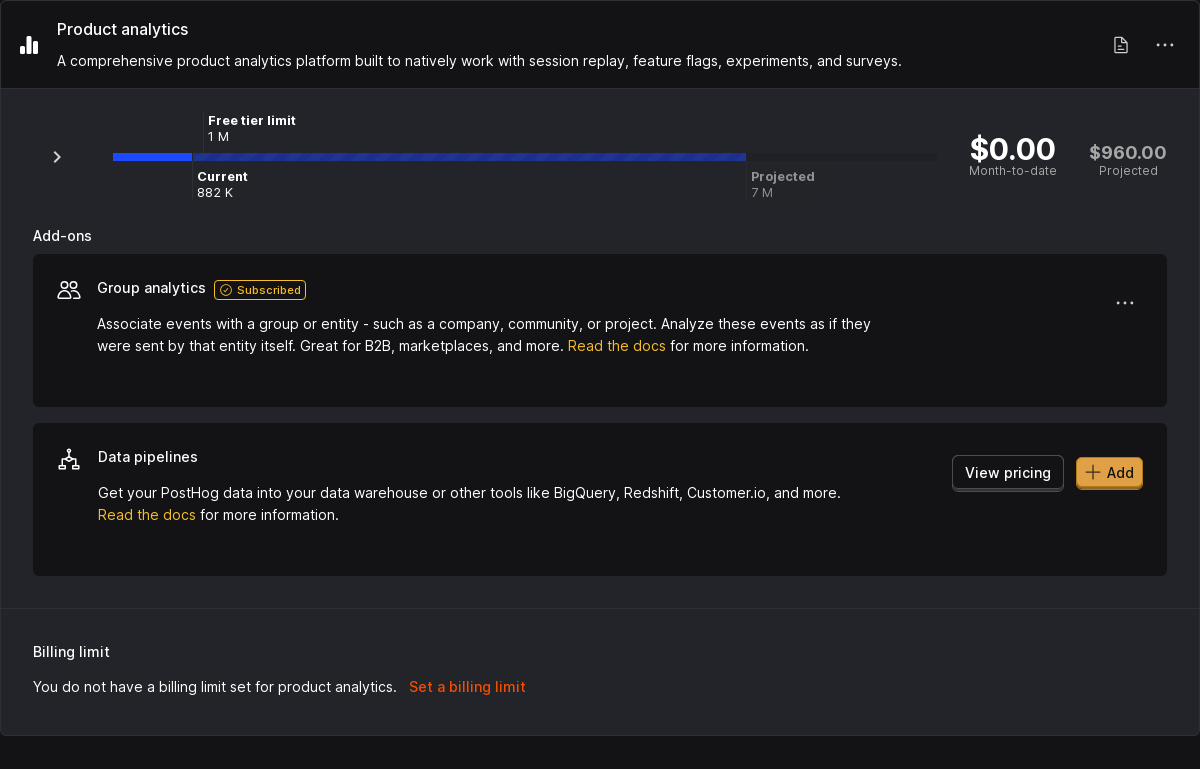 Product analytics
A comprehensive product analytics platform built to natively work with session replay, feature flags, experiments, and surveys.
Free tier limit
1 M
Current
882 K
Projected
7 M
$0.00
Month-to-date
$960.00
Projected
Add-ons
Group analytics Subscribed
Associate events with a group or entity - such as a company, community, or project. Analyze these events as if they
were sent by that entity itself. Great for B2B, marketplaces, and more. Read the docs for more information.
Data pipelines
Get your PostHog data into your data warehouse or other tools like BigQuery, Redshift, Customer.io, and more.
Read the docs for more information.
View pricing
Add
Billing limit
You do not have a billing limit set for product analytics. Set a billing limit